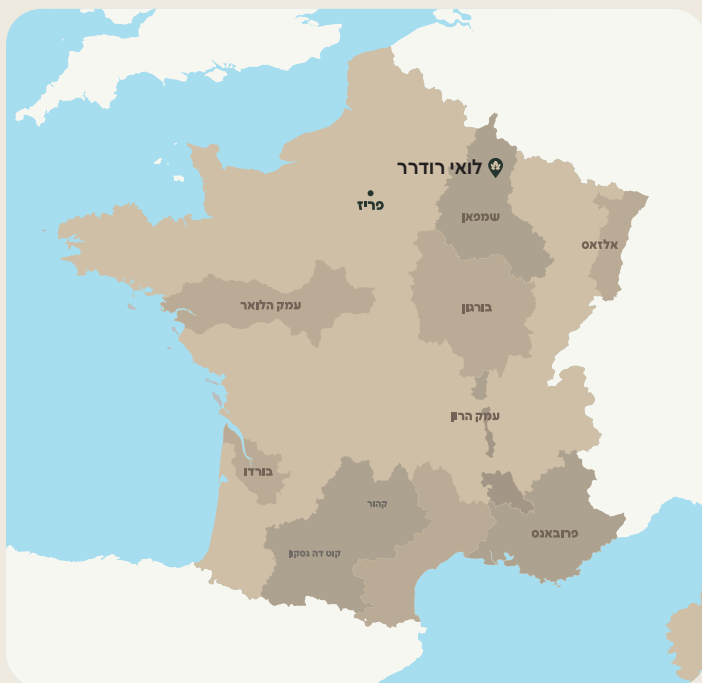 לואי רודרר
פריז
שמפאן
אלזאס
עמק הלואר
בורגון
עמק הרון
בורדו
קהור
פרובאנס
קוט דה גסקון